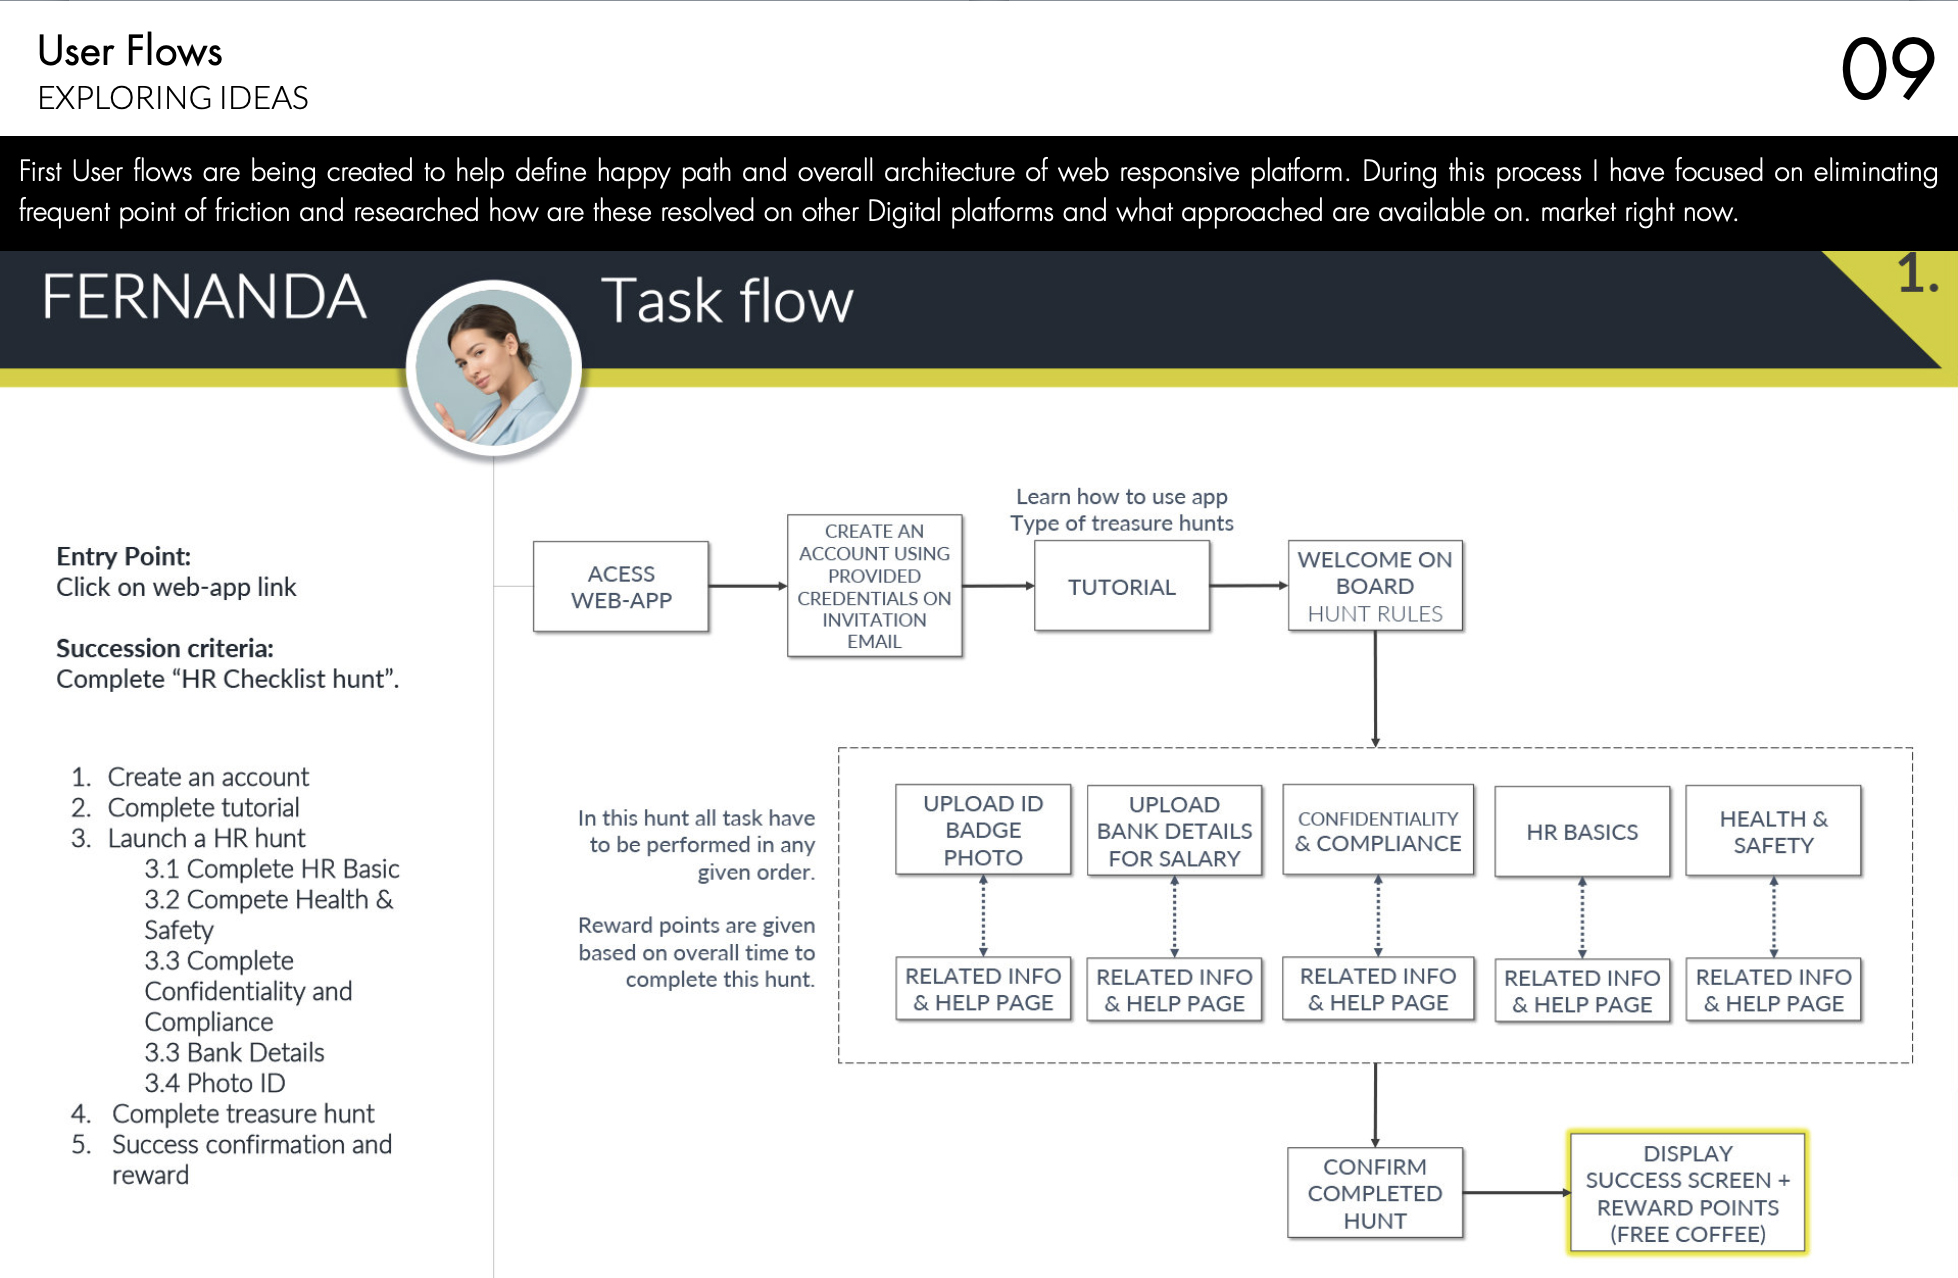 User Flows
EXPLORING IDEAS
09
First User flows are being created to help define happy path and overall architecture of web responsive platform. During this process I have focused on eliminating
frequent point of friction and researched how are these resolved on other Digital platforms and what approached are available on. market right now.
FERNANDA
Task flow
1.
Entry Point:
Click on web-app link
Succession criteria:
Complete “HR Checklist hunt”.
1. Create an account
2. Complete tutorial
3. Launch a HR hunt
3.1 Complete HR Basic
3.2 Compete Health &
Safety
3.3 Complete
Confidentiality and
Compliance
3.3 Bank Details
3.4 Photo ID
4. Complete treasure hunt
5. Success confirmation and
reward
ACESS
WEB-APP
CREATE AN
ACCOUNT USING
PROVIDED
CREDENTIALS ON
INVITATION
EMAIL
Learn how to use app
Type of treasure hunts
TUTORIAL
WELCOME ON
BOARD
HUNT RULES
In this hunt all task have
to be performed in any
given order.
Reward points are given
based on overall time to
complete this hunt.
UPLOAD ID
BADGE
PHOTO
UPLOAD
BANK DETAILS
FOR SALARY
CONFIDENTIALITY
& COMPLIANCE
HR BASICS
HEALTH &
SAFETY
RELATED INFO
& HELP PAGE
RELATED INFO
& HELP PAGE
RELATED INFO
& HELP PAGE
RELATED INFO
& HELP PAGE
RELATED INFO
& HELP PAGE
CONFIRM
COMPLETED
HUNT
DISPLAY
SUCCESS SCREEN +
REWARD POINTS
(FREE COFFEE)